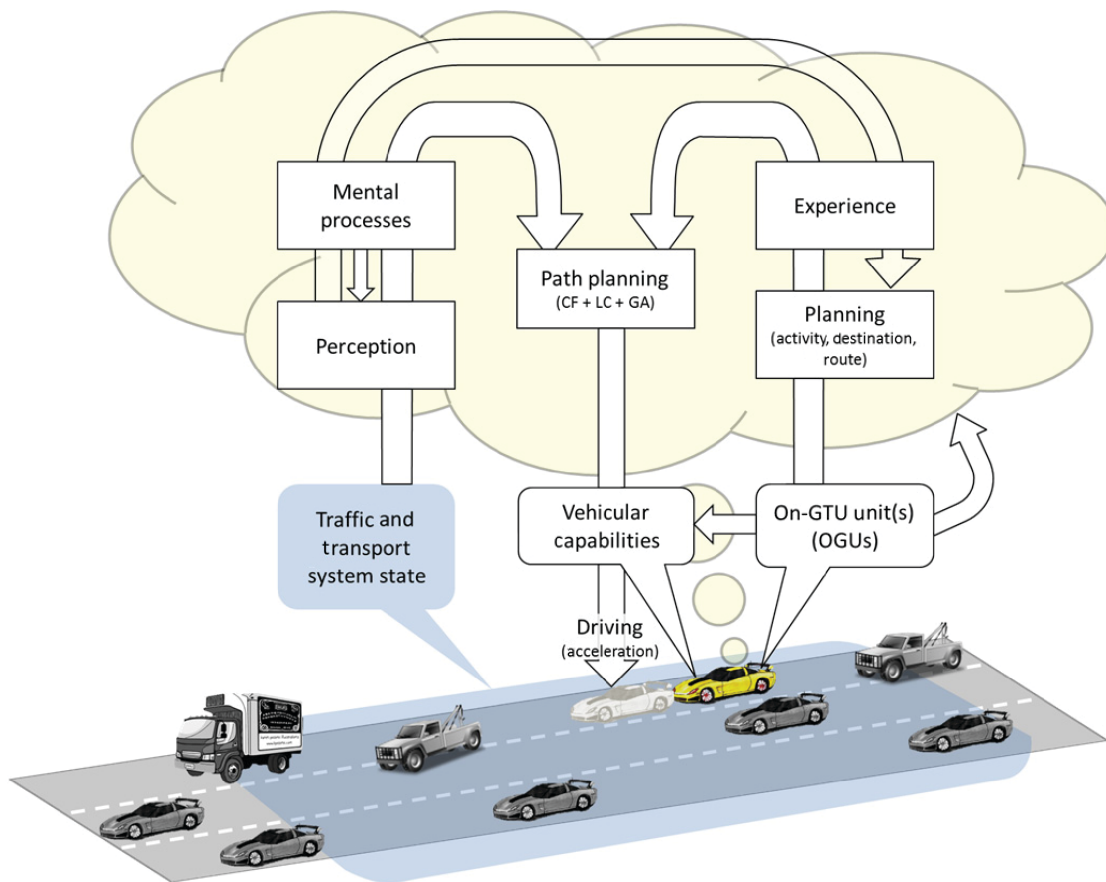 Mental
processes
Experience
Path planning
(CF + LC + GA)
Perception
Planning
(activity, destination,
route)
Traffic and
transport
system state
Vehicular
capabilities
On-GTU unit(s)
(OGUs)
Driving
(acceleration)